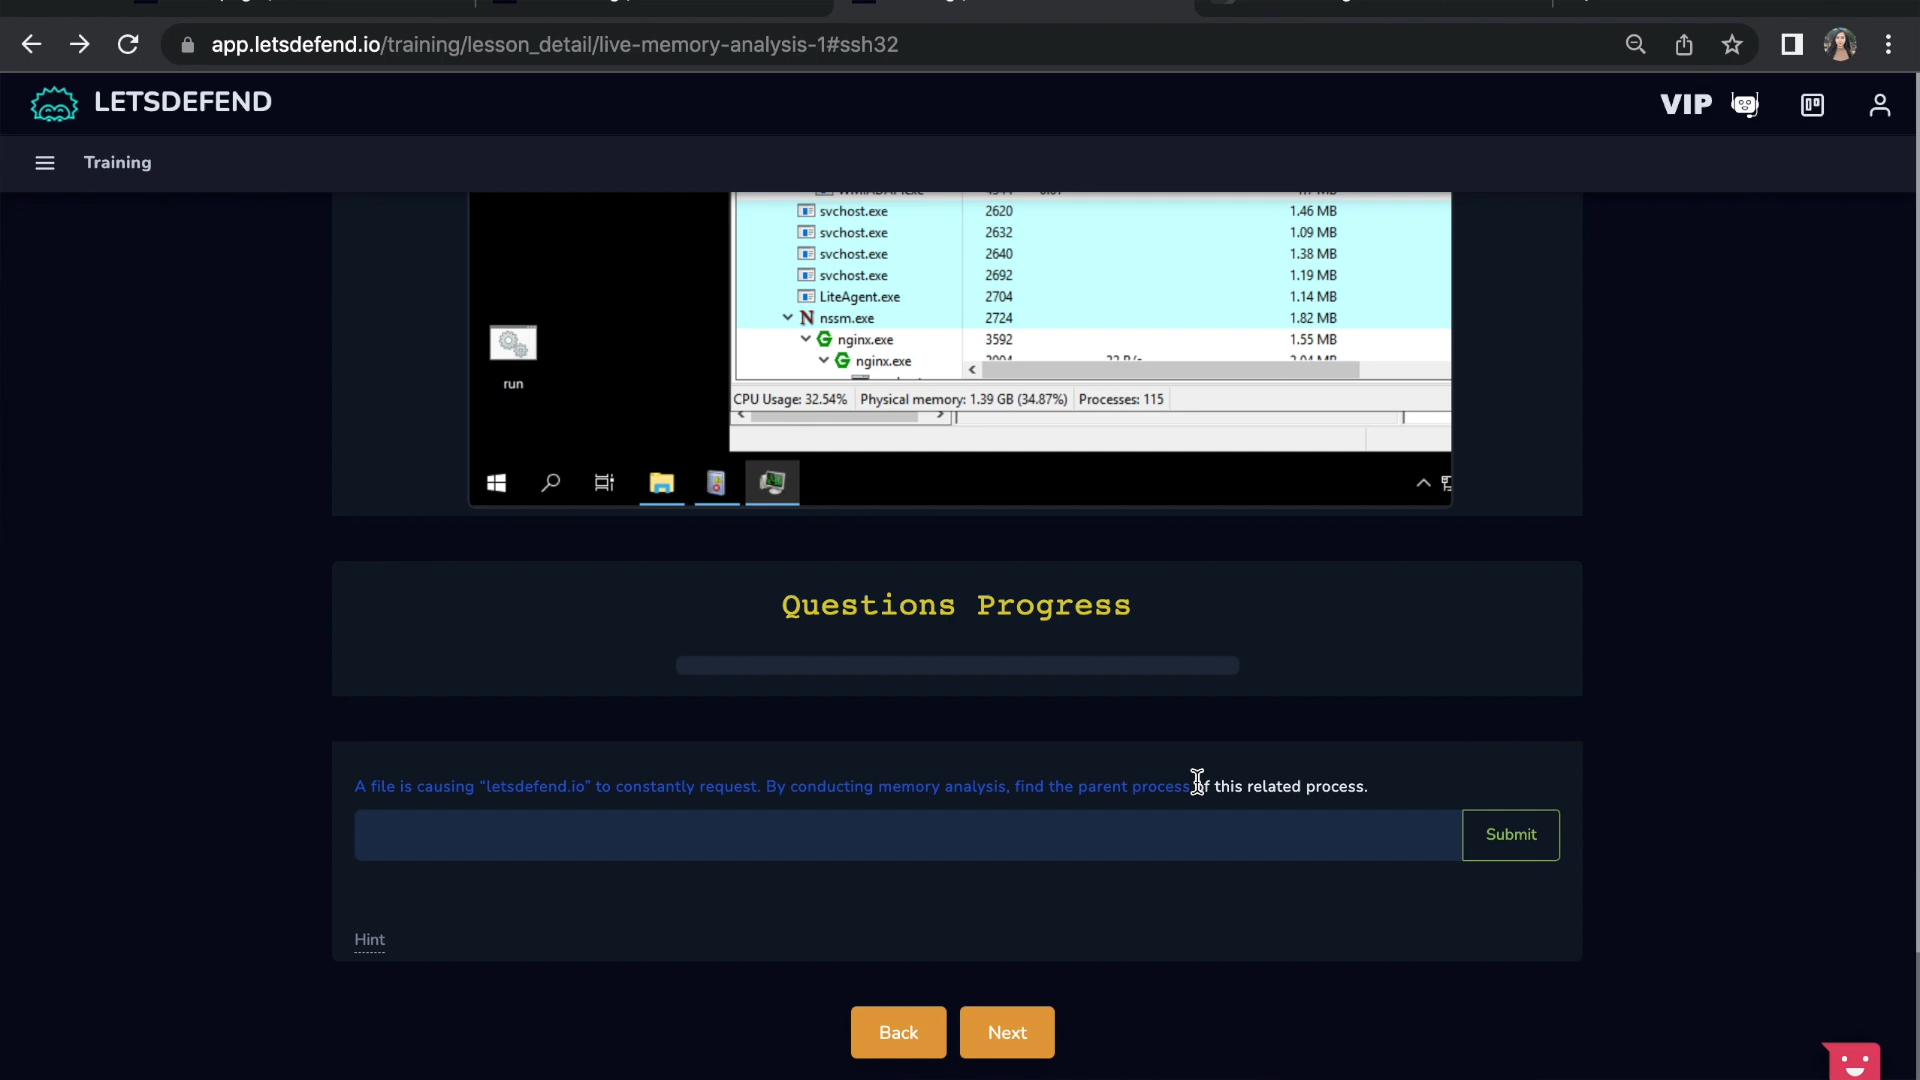 app.letsdefend.io/training/lesson_detail/live-memory-analysis-1#ssh32
LETSDEFEND
VIP
Training
svchost.exe 2620 1.46 MB
svchost.exe 2632 1.09 MB
svchost.exe 2640 1.38 MB
svchost.exe 2692 1.19 MB
LiteAgent.exe 2704 1.14 MB
nssm.exe 2724 1.82 MB
nginx.exe 3592 1.55 MB
nginx.exe
run
CPU Usage: 32.54% Physical memory: 1.39 GB (34.87%) Processes: 115
Questions Progress
A file is causing “letsdefend.io” to constantly request. By conducting memory analysis, find the parent process of this related process.
Submit
Hint
Back Next